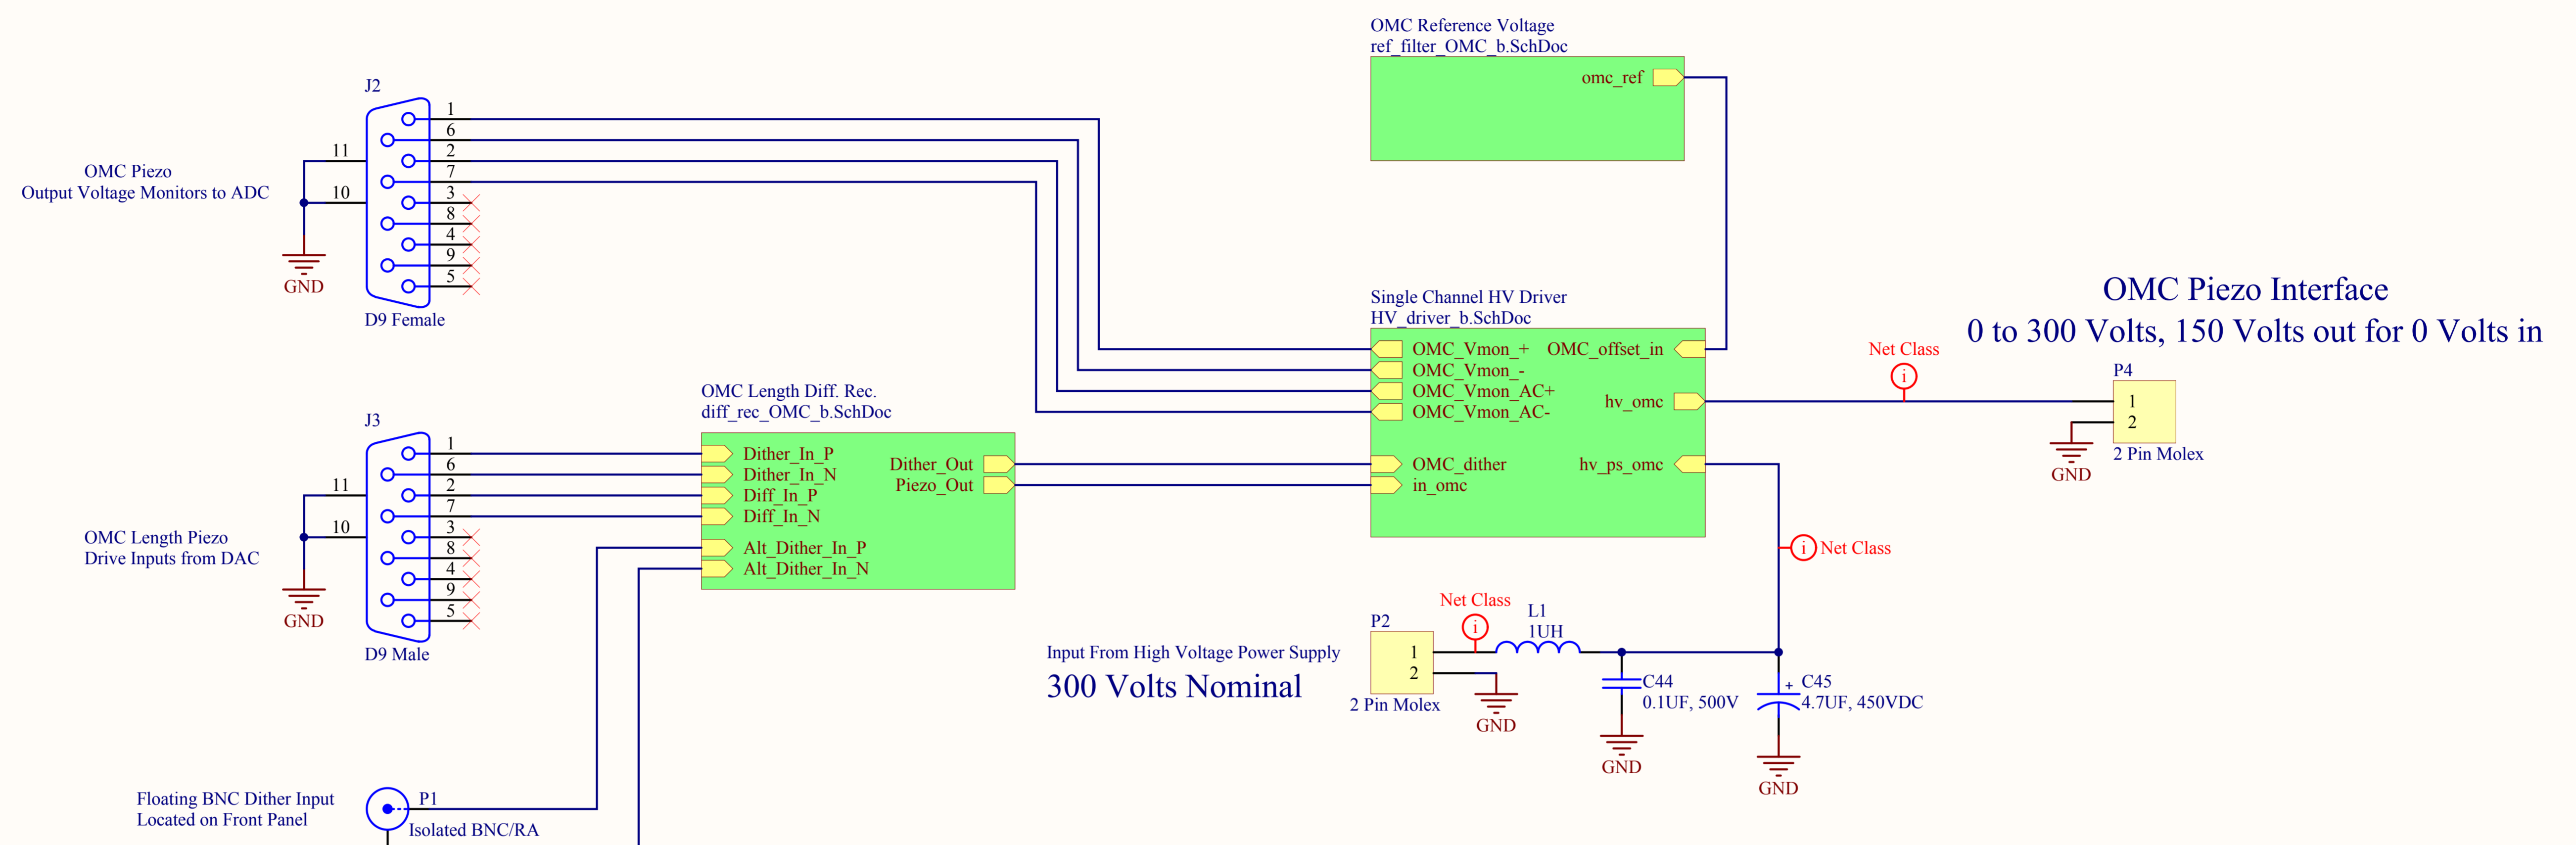 OMC Reference Voltage
ref_filter_OMC_b.SchDoc
omc_ref
J2
1
6
2
7
3
8
4
9
5
11
10
OMC Piezo
Output Voltage Monitors to ADC
GND
D9 Female
Single Channel HV Driver
HV_driver_b.SchDoc
OMC_Vmon_+
OMC_Vmon_-
OMC_Vmon_AC+
OMC_Vmon_AC-
OMC_dither
in_omc
OMC_offset_in
hv_omc
hv_ps_omc
OMC Piezo Interface
0 to 300 Volts, 150 Volts out for 0 Volts in
Net Class
i
P4
1
2
2 Pin Molex
GND
OMC Length Diff. Rec.
diff_rec_OMC_b.SchDoc
Dither_In_P
Dither_In_N
Diff_In_P
Diff_In_N
Alt_Dither_In_P
Alt_Dither_In_N
Dither_Out
Piezo_Out
J3
1
6
2
7
3
8
4
9
5
11
10
OMC Length Piezo
Drive Inputs from DAC
GND
D9 Male
i
Net Class
Input From High Voltage Power Supply
300 Volts Nominal
P2
1
2
2 Pin Molex
Net Class
i
L1
1UH
GND
C44
0.1UF, 500V
GND
+
C45
4.7UF, 450VDC
GND
Floating BNC Dither Input
Located on Front Panel
P1
Isolated BNC/RA